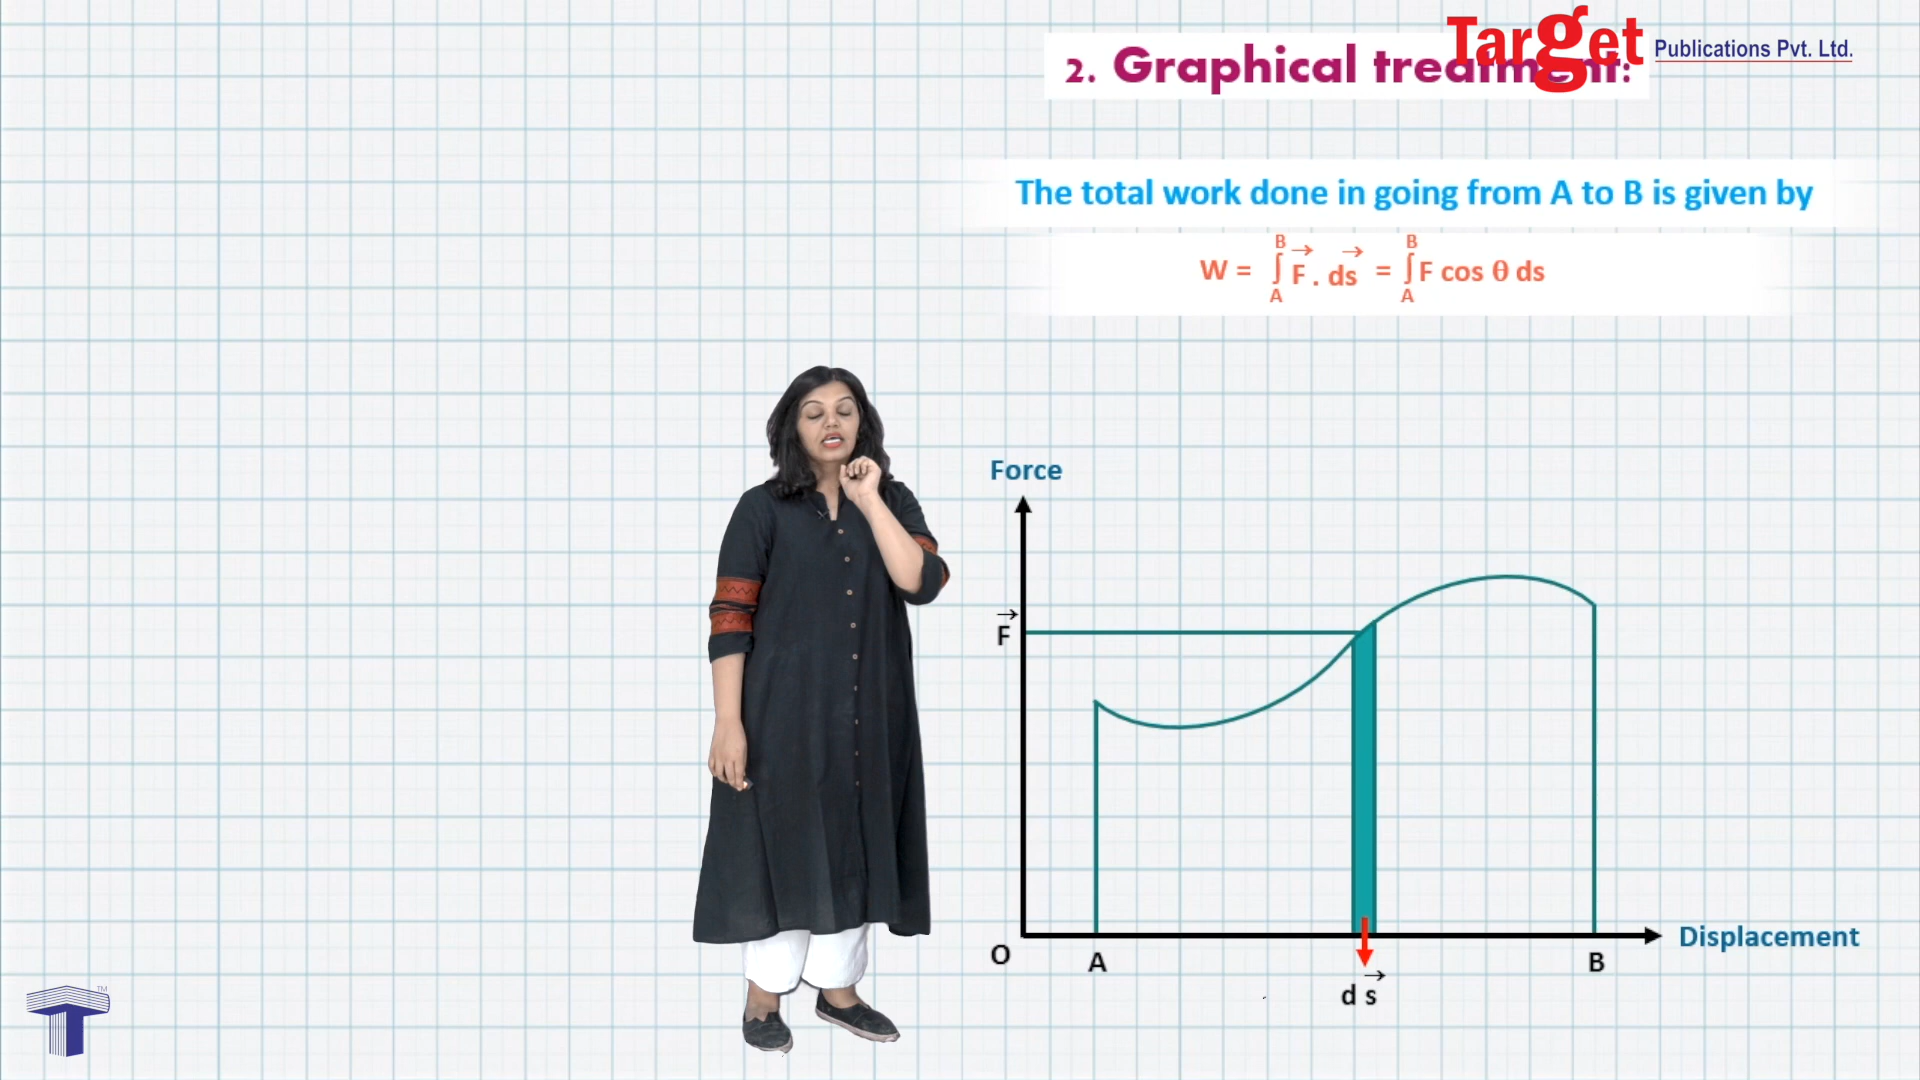 Target Publications Pvt. Ltd.
2. Graphical treatment:
The total work done in going from A to B is given by
W = ∫_A^B F⃗ . ds⃗ = ∫_A^B F cos θ ds
Force
F⃗
O
A
B
Displacement
d s⃗
TM